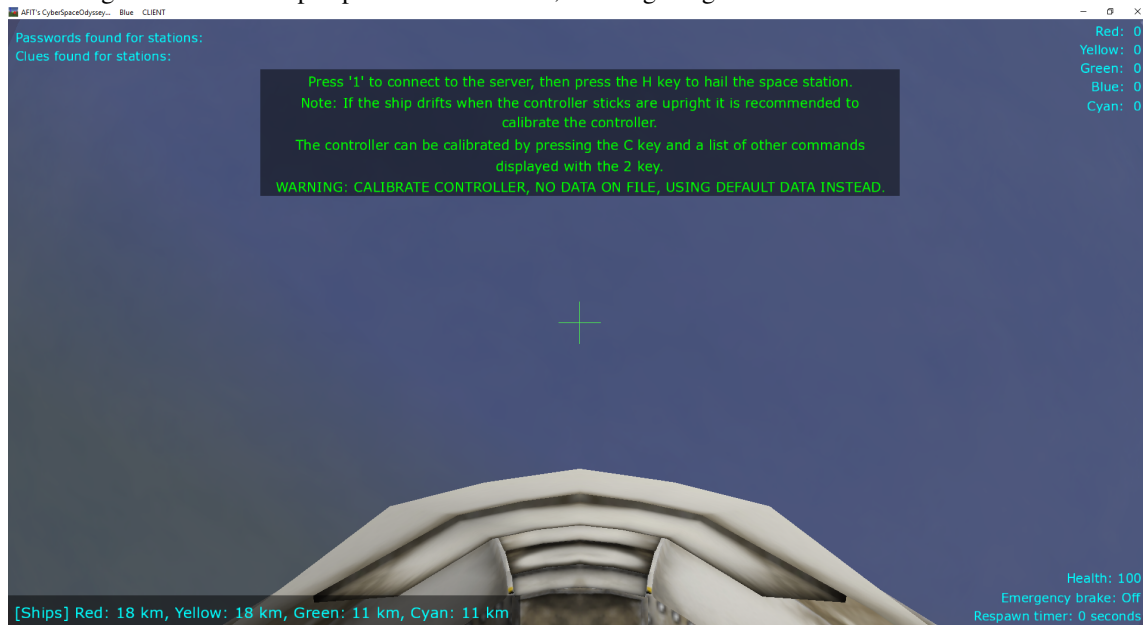 AFIT's CyberSpaceOdyssey... Blue CLIENT
Passwords found for stations:
Clues found for stations:
Red: 0
Yellow: 0
Green: 0
Blue: 0
Cyan: 0
Press '1' to connect to the server, then press the H key to hail the space station.
Note: If the ship drifts when the controller sticks are upright it is recommended to
calibrate the controller.
The controller can be calibrated by pressing the C key and a list of other commands
displayed with the 2 key.
WARNING: CALIBRATE CONTROLLER, NO DATA ON FILE, USING DEFAULT DATA INSTEAD.
Health: 100
Emergency brake: Off
Respawn timer: 0 seconds
[Ships] Red: 18 km, Yellow: 18 km, Green: 11 km, Cyan: 11 km